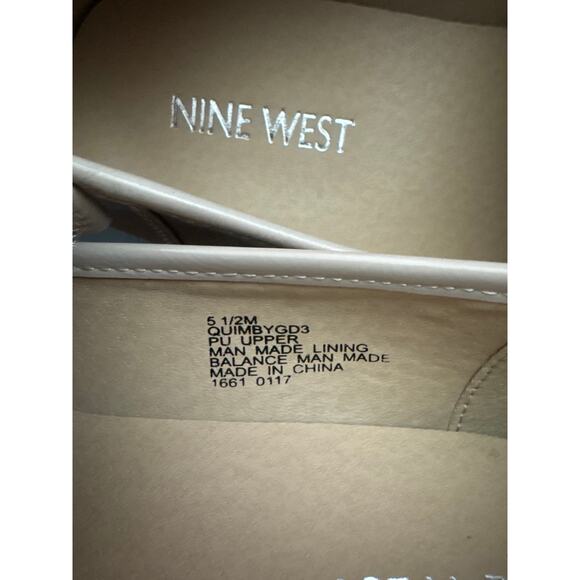 NINE WEST
5 1/2M
QUIMBYGD3
PU UPPER
MAN MADE LINING
BALANCE MAN MADE
MADE IN CHINA
1661 0117